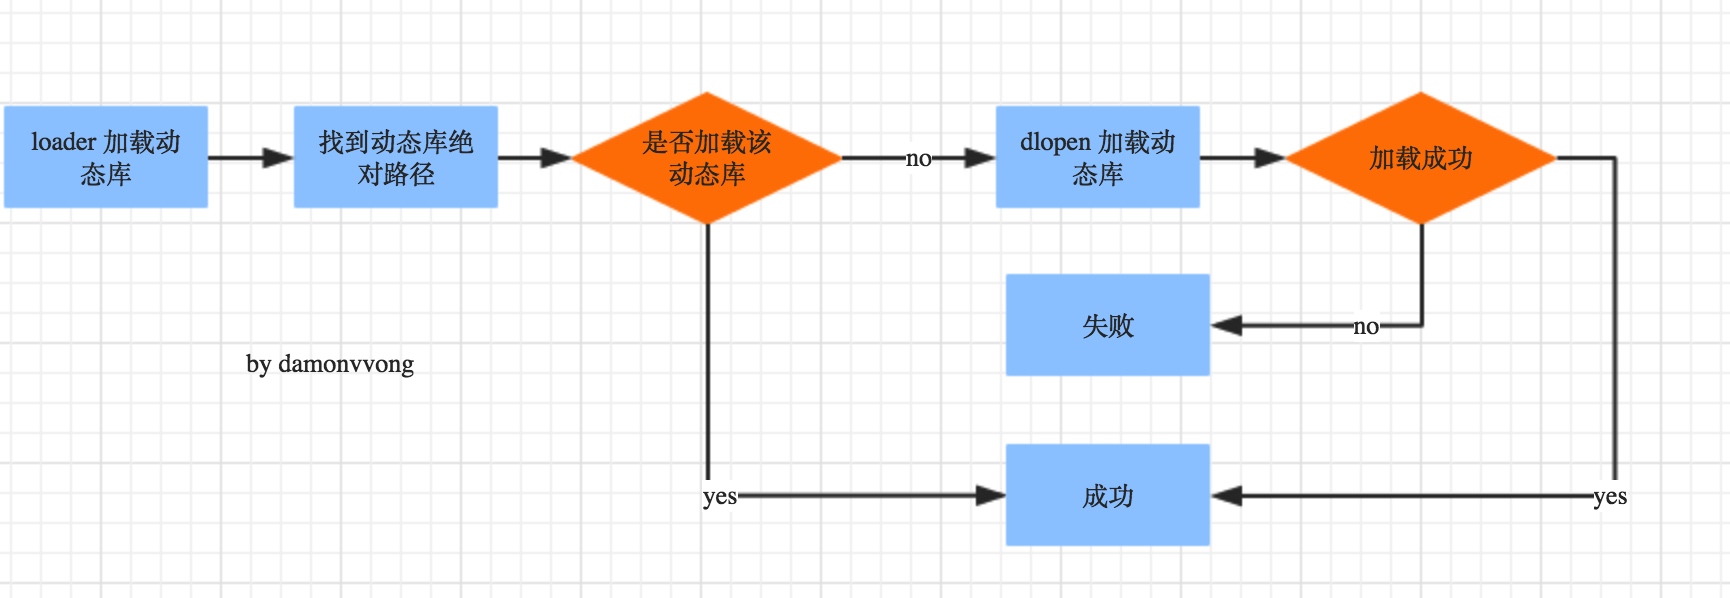 loader 加载动
态库
找到动态库绝
对路径
是否加载该
动态库
no
dlopen 加载动
态库
加载成功
失败
no
by damonvvong
yes
成功
yes